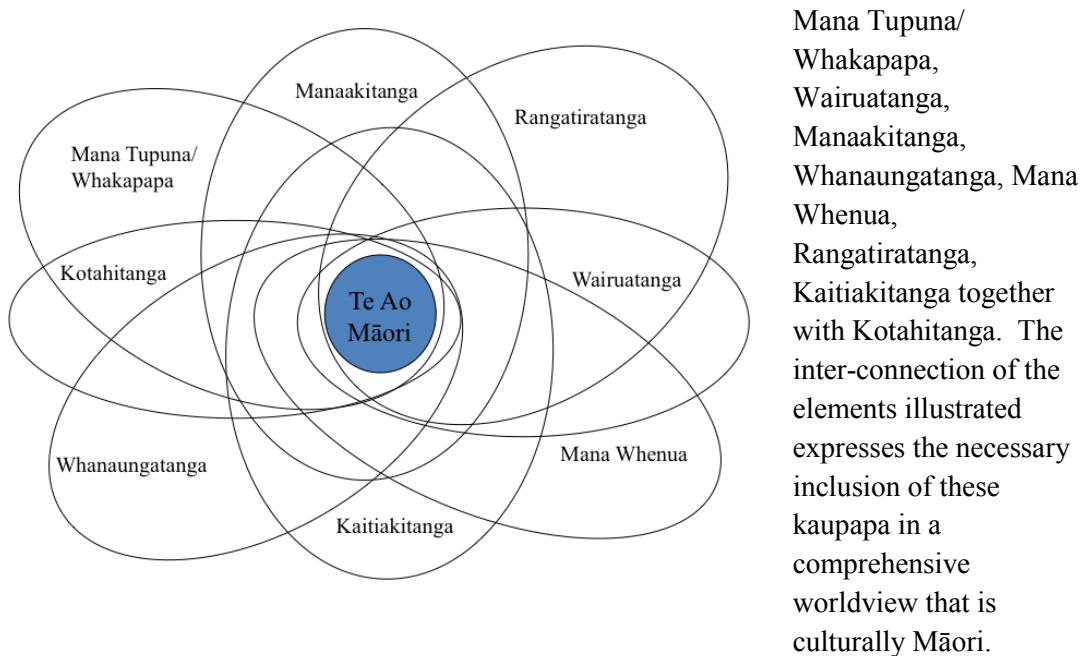 Manaakitanga
Rangatiratanga
Mana Tupuna/
Whakapapa
Kotahitanga
Te Ao
Māori
Wairuatanga
Whanaungatanga
Mana Whenua
Kaitiakitanga
Mana Tupuna/
Whakapapa,
Wairuatanga,
Manaakitanga,
Whanaungatanga, Mana
Whenua,
Rangatiratanga,
Kaitiakitanga together
with Kotahitanga.  The
inter-connection of the
elements illustrated
expresses the necessary
inclusion of these
kaupapa in a
comprehensive
worldview that is
culturally Māori.